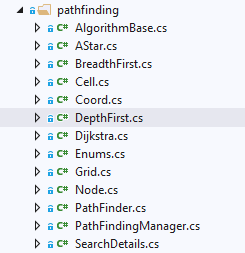 pathfinding
C# AlgorithmBase.cs
C# AStar.cs
C# BreadthFirst.cs
C# Cell.cs
C# Coord.cs
C# DepthFirst.cs
C# Dijkstra.cs
C# Enums.cs
C# Grid.cs
C# Node.cs
C# PathFinder.cs
C# PathFindingManager.cs
C# SearchDetails.cs